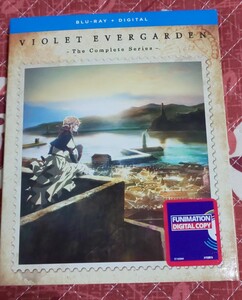 BLU-RAY + DIGITAL
VIOLET EVERGARDEN
~The Complete Series~
FUNIMATION
DIGITAL COPY